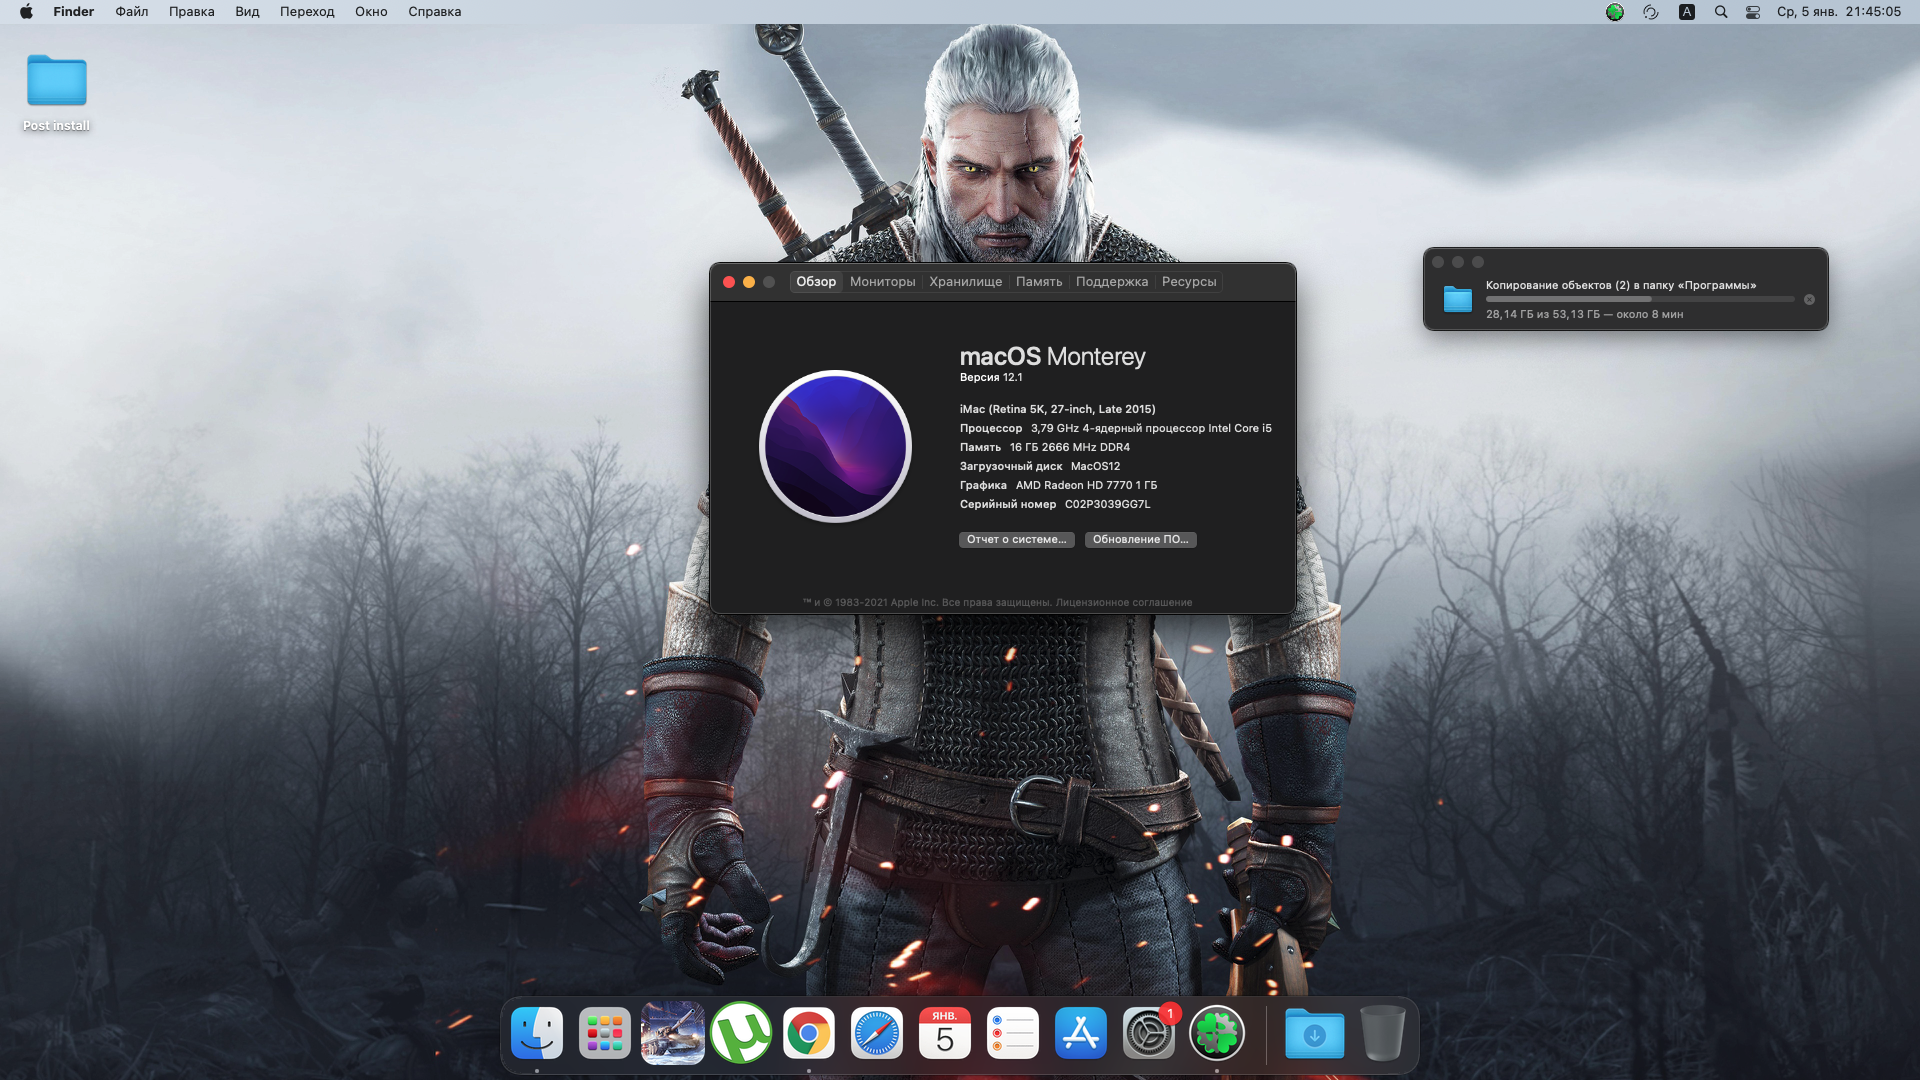 Finder Файл Правка Вид Переход Окно Справка
A Ср, 5 янв. 21:45:05
Post install
Обзор Мониторы Хранилище Память Поддержка Ресурсы
macOS Monterey
Версия 12.1
iMac (Retina 5K, 27-inch, Late 2015)
Процессор 3,79 GHz 4-ядерный процессор Intel Core i5
Память 16 ГБ 2666 MHz DDR4
Загрузочный диск MacOS12
Графика AMD Radeon HD 7770 1 ГБ
Серийный номер C02P3039GG7L
Отчет о системе... Обновление ПО...
™ и © 1983-2021 Apple Inc. Все права защищены. Лицензионное соглашение
Копирование объектов (2) в папку «Программы»
28,14 ГБ из 53,13 ГБ — около 8 мин
ЯНВ.
5
1